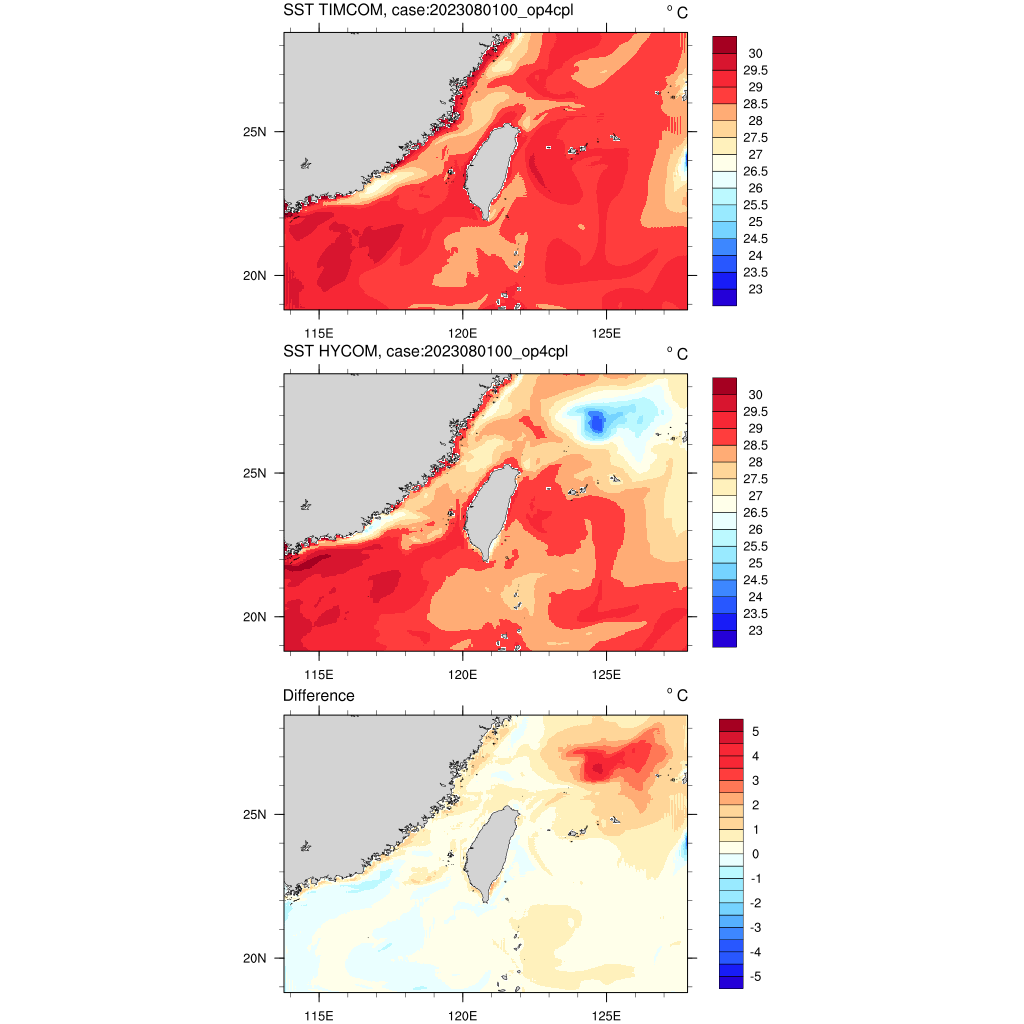 SST TIMCOM, case:2023080100_op4cpl
o C
30
29.5
29
28.5
28
27.5
27
26.5
26
25.5
25
24.5
24
23.5
23
25N
20N
115E
120E
125E
SST HYCOM, case:2023080100_op4cpl
o C
30
29.5
29
28.5
28
27.5
27
26.5
26
25.5
25
24.5
24
23.5
23
25N
20N
115E
120E
125E
Difference
o C
5
4
3
2
1
0
-1
-2
-3
-4
-5
25N
20N
115E
120E
125E